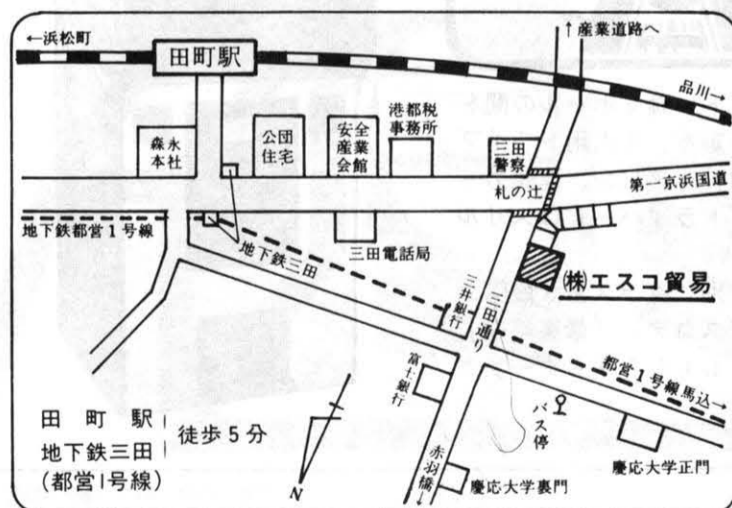 ←浜松町
田町駅
↑産業道路へ
品川→
森永
本社
公団
住宅
安全
産業
会館
港都税
事務所
三田
警察
札の辻
第一京浜国道
地下鉄都営1号線
地下鉄三田
三田電話局
㈱エスコ貿易
三井銀行
三田通り
富士銀行
都営1号線馬込→
バス停
赤羽橋→
慶応大学裏門
慶応大学正門
田町駅
地下鉄三田
(都営1号線)
徒歩5分
N